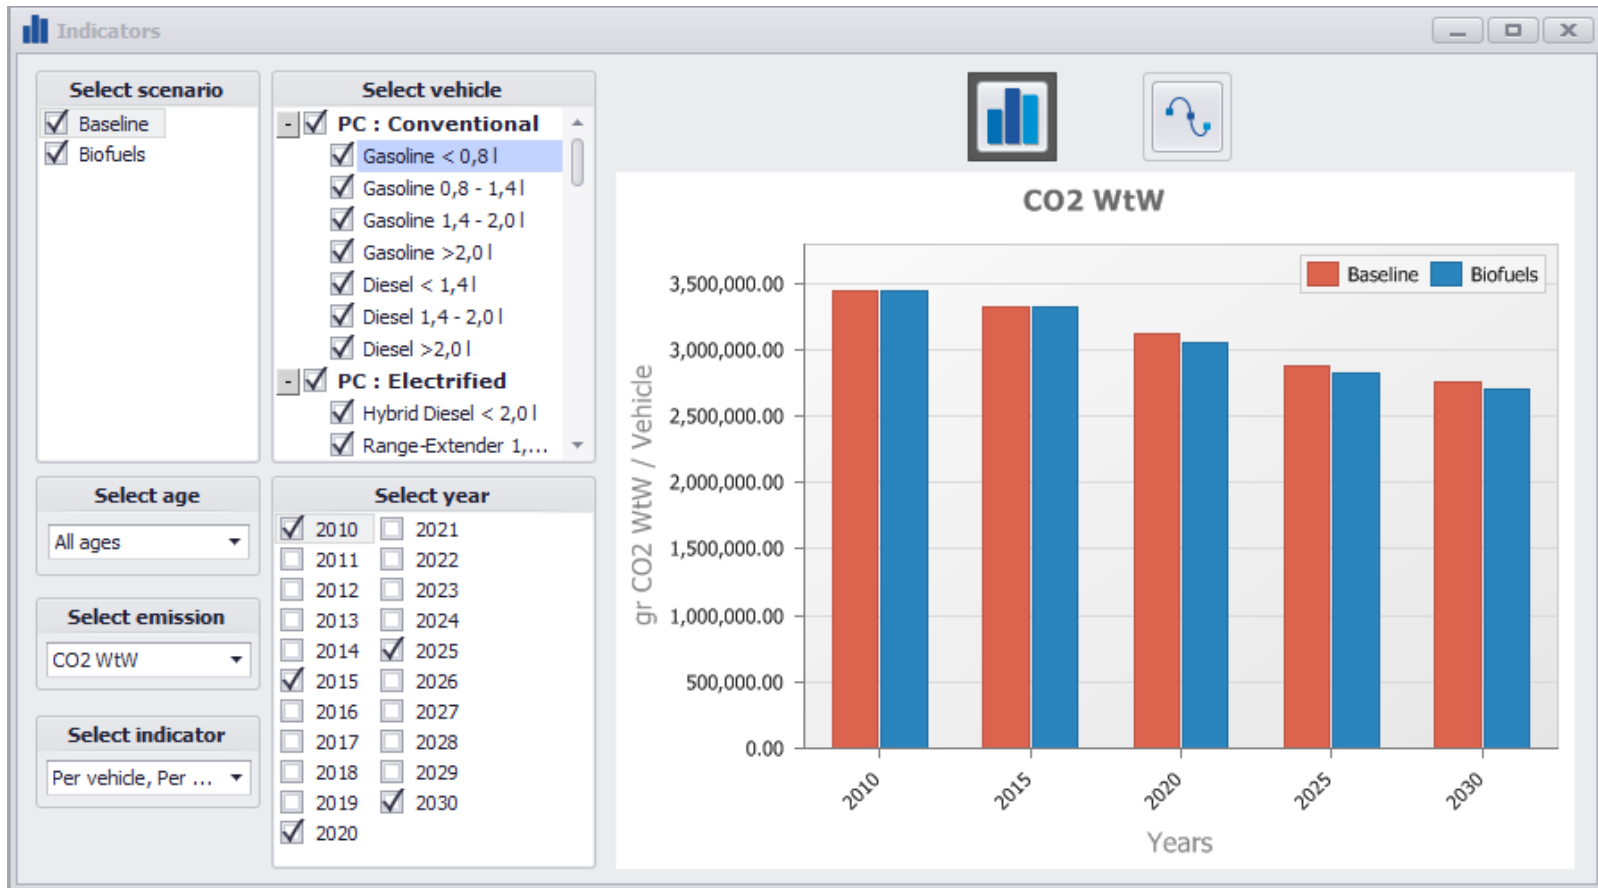 Indicators
Select scenario
Baseline
Biofuels
Select vehicle
- PC : Conventional
Gasoline < 0,8 l
Gasoline 0,8 - 1,4 l
Gasoline 1,4 - 2,0 l
Gasoline >2,0 l
Diesel < 1,4 l
Diesel 1,4 - 2,0 l
Diesel >2,0 l
- PC : Electrified
Hybrid Diesel < 2,0 l
Range-Extender 1,...
Select age
All ages
Select emission
CO2 WtW
Select indicator
Per vehicle, Per ...
Select year
2010 2021
2011 2022
2012 2023
2013 2024
2014 2025
2015 2026
2016 2027
2017 2028
2018 2029
2019 2030
2020
CO2 WtW
Baseline Biofuels
gr CO2 WtW / Vehicle
3,500,000.00
3,000,000.00
2,500,000.00
2,000,000.00
1,500,000.00
1,000,000.00
500,000.00
0.00
2010 2015 2020 2025 2030
Years